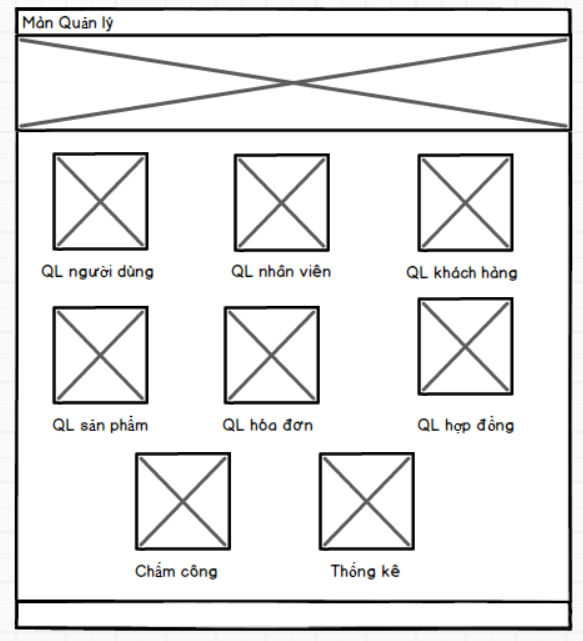 Màn Quản lý
QL người dùng
QL nhân viên
QL khách hàng
QL sản phẩm
QL hóa đơn
QL hợp đồng
Chấm công
Thống kê